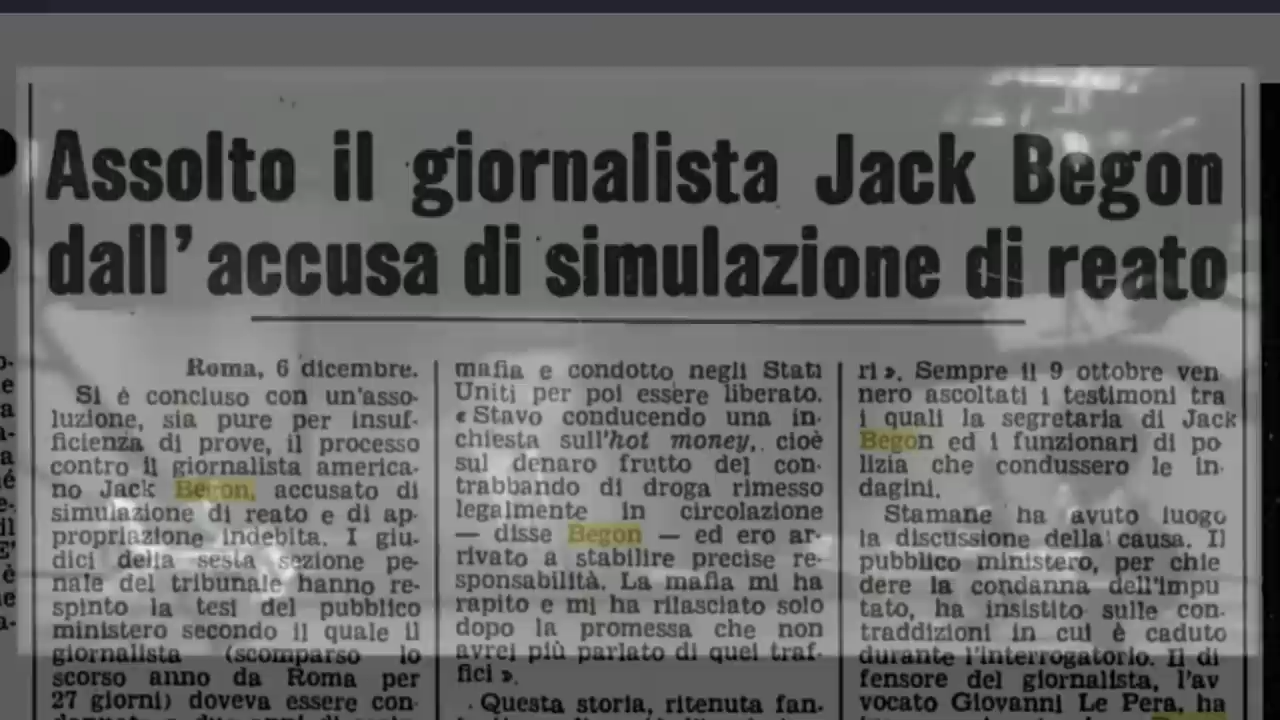 Assolto il giornalista Jack Begon
dall'accusa di simulazione di reato
Roma, 6 dicembre.
Si è concluso con un'asso-
luzione, sia pure per insuf-
ficienza di prove, il processo
contro il giornalista america-
no Jack Begon, accusato di
simulazione di reato e di ap-
propriazione indebita. I giu-
dici della sesta sezione pe-
nale del tribunale hanno re-
spinto la tesi del pubblico
ministero secondo il quale il
giornalista (scomparso lo
scorso anno da Roma per
27 giorni) doveva essere con-
mafia e condotto negli Stati
Uniti per poi essere liberato.
«Stavo conducendo una in-
chiesta sull'hot money, cioè
sul denaro frutto del con-
trabbando di droga rimesso
legalmente in circolazione
— disse Begon — ed ero ar-
rivato a stabilire precise re-
sponsabilità. La mafia mi ha
rapito e mi ha rilasciato solo
dopo la promessa che non
avrei più parlato di quei traf-
fici».
Questa storia, ritenuta fan-
ri». Sempre il 9 ottobre ven
nero ascoltati i testimoni tra
i quali la segretaria di Jack
Begon ed i funzionari di po
lizia che condussero le in-
dagini.
Stamane ha avuto luogo
la discussione della causa. Il
pubblico ministero, per chie
dere la condanna dell'impu
tato, ha insistito sulle con-
traddizioni in cui è caduto
durante l'interrogatorio. Il di
fensore del giornalista, l'av
vocato Giovanni Le Pera, ha